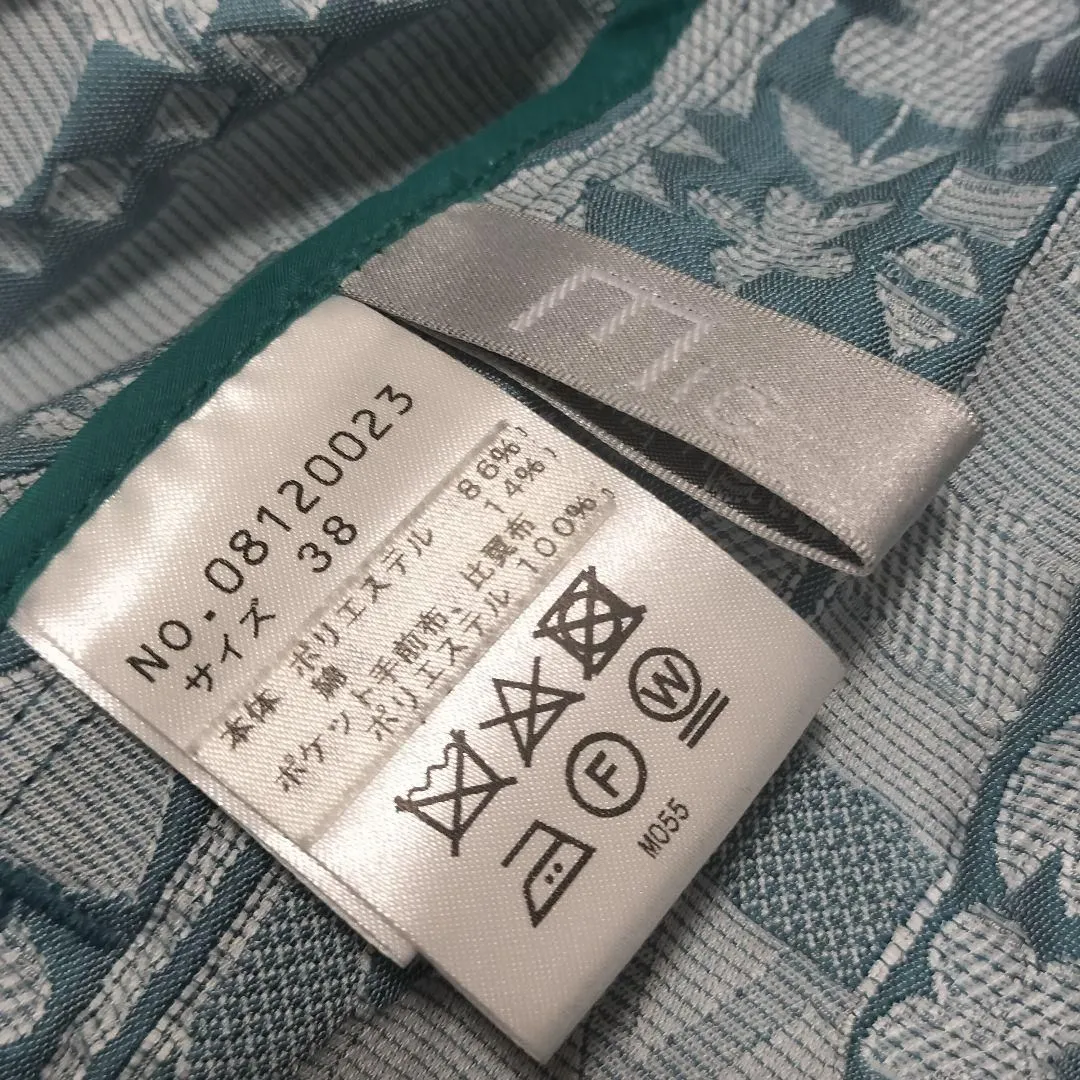 NO.08120023
サイズ 38
本体 ポリエステル 86%
綿 14%
ポケット手前布、比翼布
ポリエステル 100%
W
F
M055